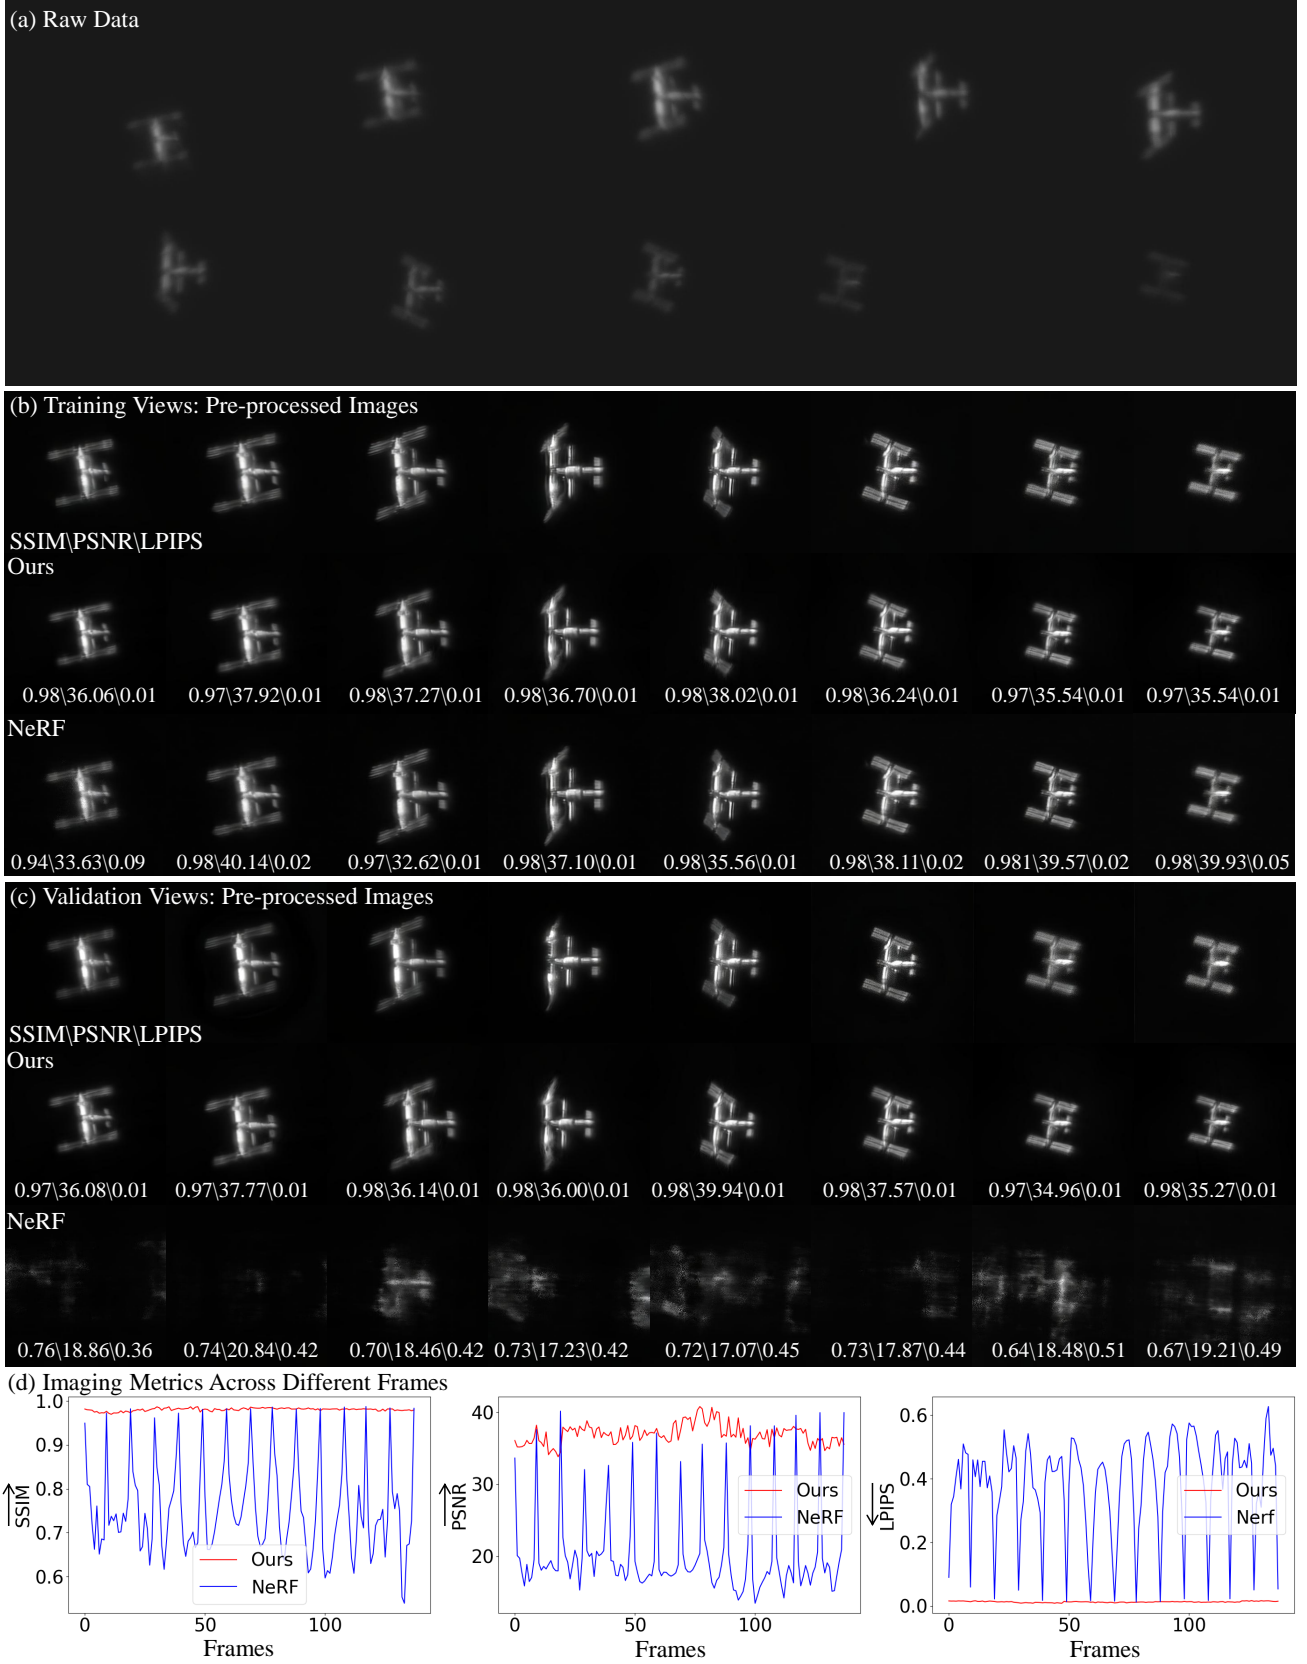 (a) Raw Data
(b) Training Views: Pre-processed Images
SSIM\PSNR\LPIPS
Ours
0.98\36.06\0.01 0.97\37.92\0.01 0.98\37.27\0.01 0.98\36.70\0.01 0.98\38.02\0.01 0.98\36.24\0.01 0.97\35.54\0.01 0.97\35.54\0.01
NeRF
0.94\33.63\0.09 0.98\40.14\0.02 0.97\32.62\0.01 0.98\37.10\0.01 0.98\35.56\0.01 0.98\38.11\0.02 0.981\39.57\0.02 0.98\39.93\0.05
(c) Validation Views: Pre-processed Images
SSIM\PSNR\LPIPS
Ours
0.97\36.08\0.01 0.97\37.77\0.01 0.98\36.14\0.01 0.98\36.00\0.01 0.98\39.94\0.01 0.98\37.57\0.01 0.97\34.96\0.01 0.98\35.27\0.01
NeRF
0.76\18.86\0.36 0.74\20.84\0.42 0.70\18.46\0.42 0.73\17.23\0.42 0.72\17.07\0.45 0.73\17.87\0.44 0.64\18.48\0.51 0.67\19.21\0.49
(d) Imaging Metrics Across Different Frames
1.0
0.9
0.8
0.7
0.6
SSIM
Ours
NeRF
0 50 100
Frames
40
30
20
PSNR
Ours
NeRF
0 50 100
Frames
0.6
0.4
0.2
0.0
LPIPS
Ours
Nerf
0 50 100
Frames